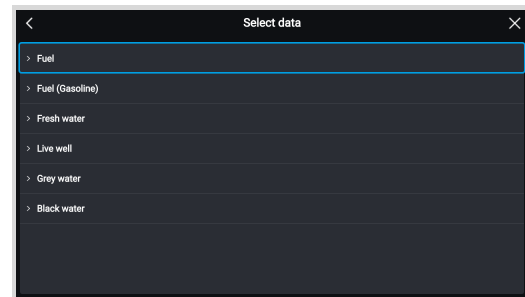 Select data
Fuel
Fuel (Gasoline)
Fresh water
Live well
Grey water
Black water